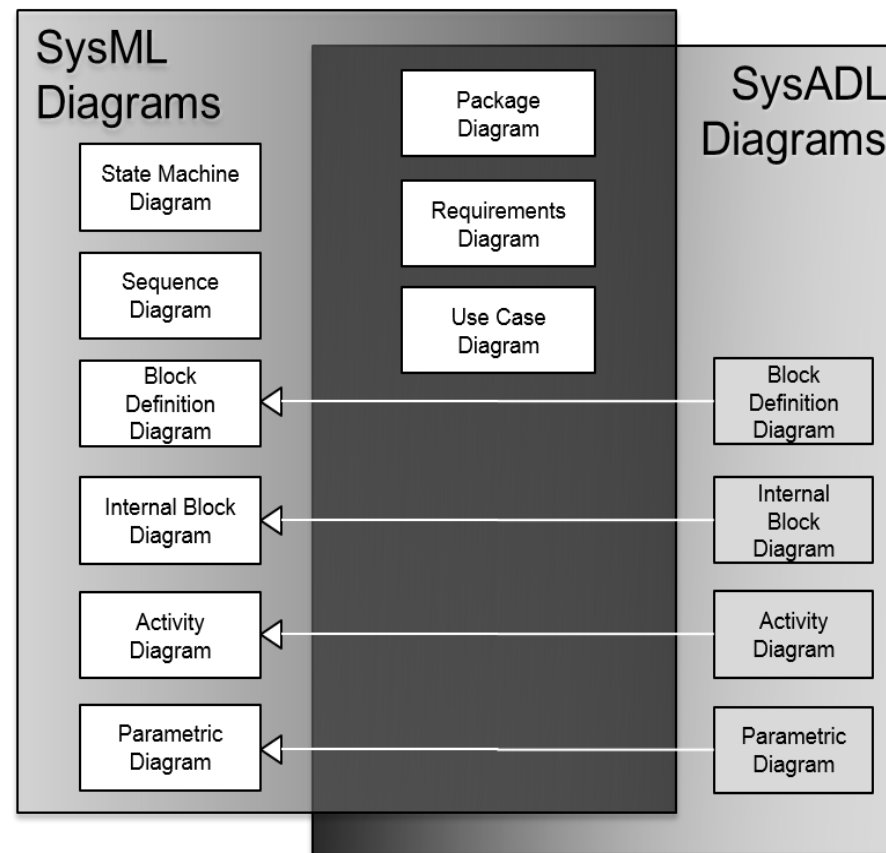 SysML
Diagrams
State Machine
Diagram
Sequence
Diagram
Block
Definition
Diagram
Internal Block
Diagram
Activity
Diagram
Parametric
Diagram
Package
Diagram
Requirements
Diagram
Use Case
Diagram
SysADL
Diagrams
Block
Definition
Diagram
Internal
Block
Diagram
Activity
Diagram
Parametric
Diagram